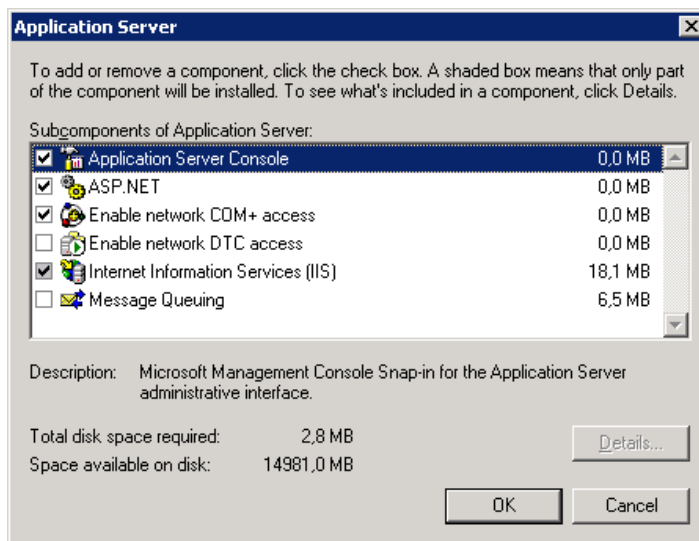 Application Server
To add or remove a component, click the check box. A shaded box means that only part
of the component will be installed. To see what's included in a component, click Details.
Subcomponents of Application Server:
Application Server Console 0,0 MB
ASP.NET 0,0 MB
Enable network COM+ access 0,0 MB
Enable network DTC access 0,0 MB
Internet Information Services (IIS) 18,1 MB
Message Queuing 6,5 MB
Description: Microsoft Management Console Snap-in for the Application Server
administrative interface.
Total disk space required: 2,8 MB
Space available on disk: 14981,0 MB
Details...
OK Cancel